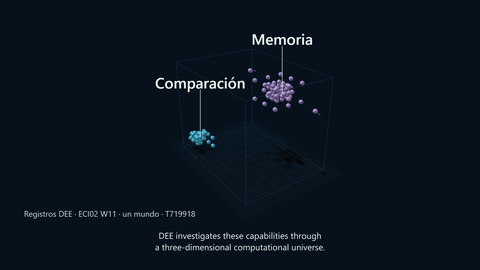 Memoria
Comparación
Registros DEE · ECI02 W11 · un mundo · T719918
DEE investigates these capabilities through
a three-dimensional computational universe.